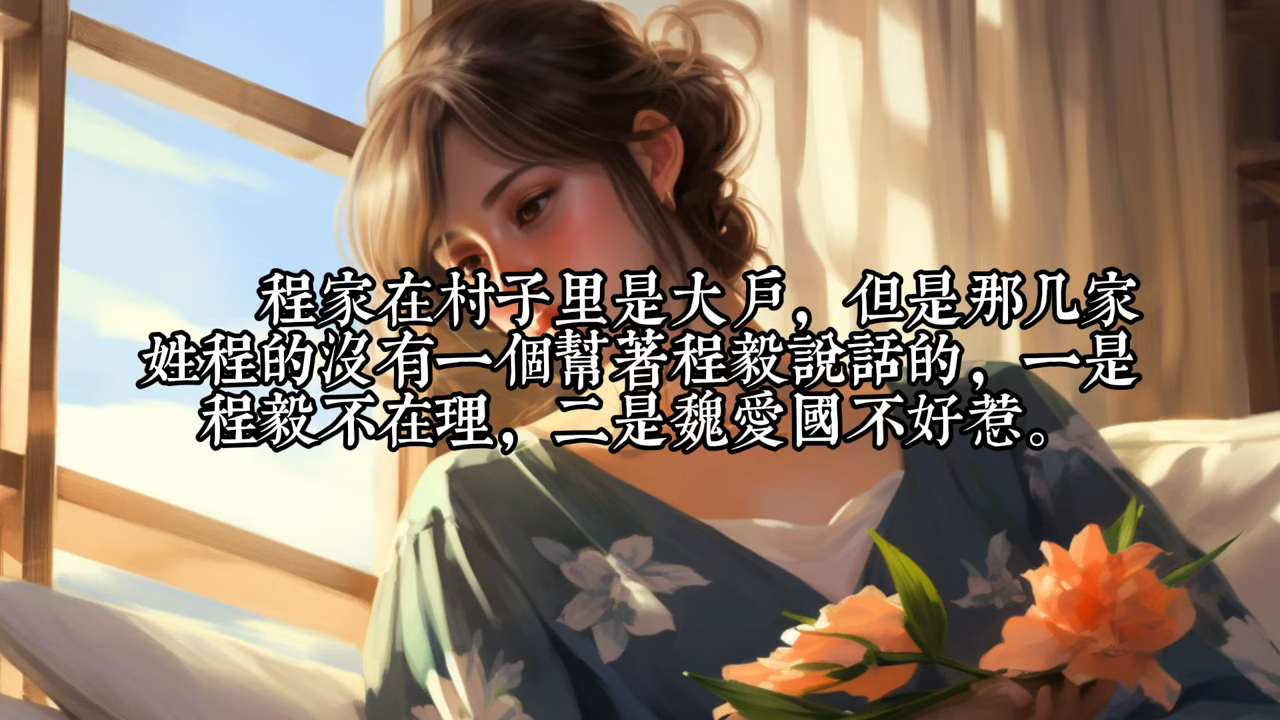 程家在村子里是大戶，但是那几家
姓程的沒有一個幫著程毅說話的，一是
程毅不在理，二是魏愛國不好惹。